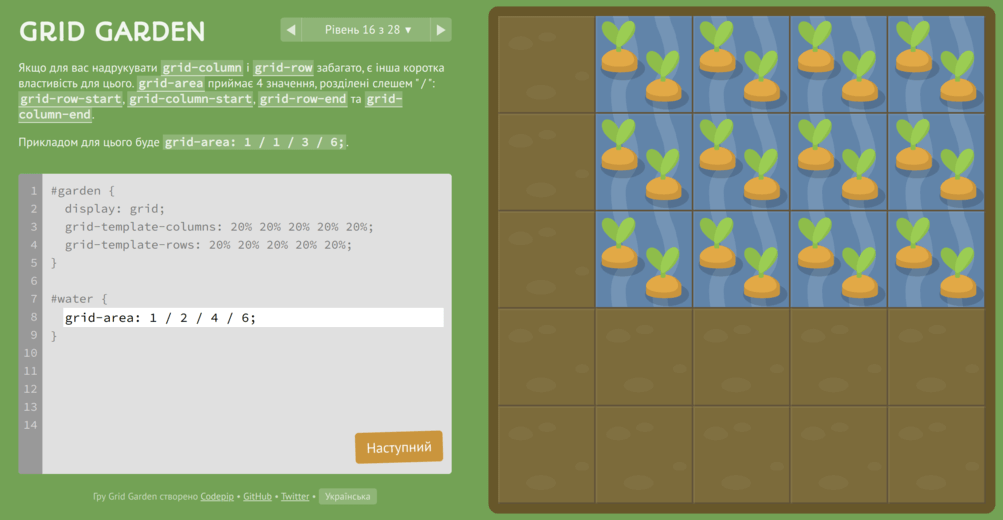 GRID GARDEN
◀ Рівень 16 з 28 ▼ ▶
Якщо для вас надрукувати grid-column і grid-row забагато, є інша коротка
властивість для цього. grid-area приймає 4 значення, розділені слешем "/":
grid-row-start, grid-column-start, grid-row-end та grid-
column-end.
Прикладом для цього буде grid-area: 1 / 1 / 3 / 6;.
1 #garden {
2 display: grid;
3 grid-template-columns: 20% 20% 20% 20% 20%;
4 grid-template-rows: 20% 20% 20% 20% 20%;
5 }
6
7 #water {
8 grid-area: 1 / 2 / 4 / 6;
9 }
10
11
12
13
14
Наступний
Ґру Grid Garden створено Codepip • GitHub • Twitter • Українська